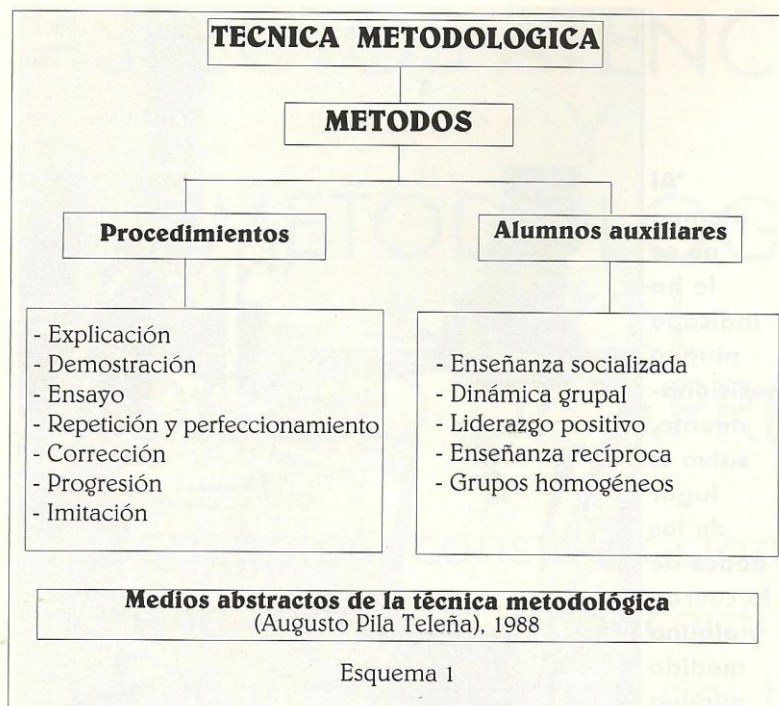 TECNICA METODOLOGICA
METODOS
Procedimientos
Alumnos auxiliares
- Explicación
- Demostración
- Ensayo
- Repetición y perfeccionamiento
- Corrección
- Progresión
- Imitación
- Enseñanza socializada
- Dinámica grupal
- Liderazgo positivo
- Enseñanza recíproca
- Grupos homogéneos
Medios abstractos de la técnica metodológica
(Augusto Pila Teleña), 1988
Esquema 1